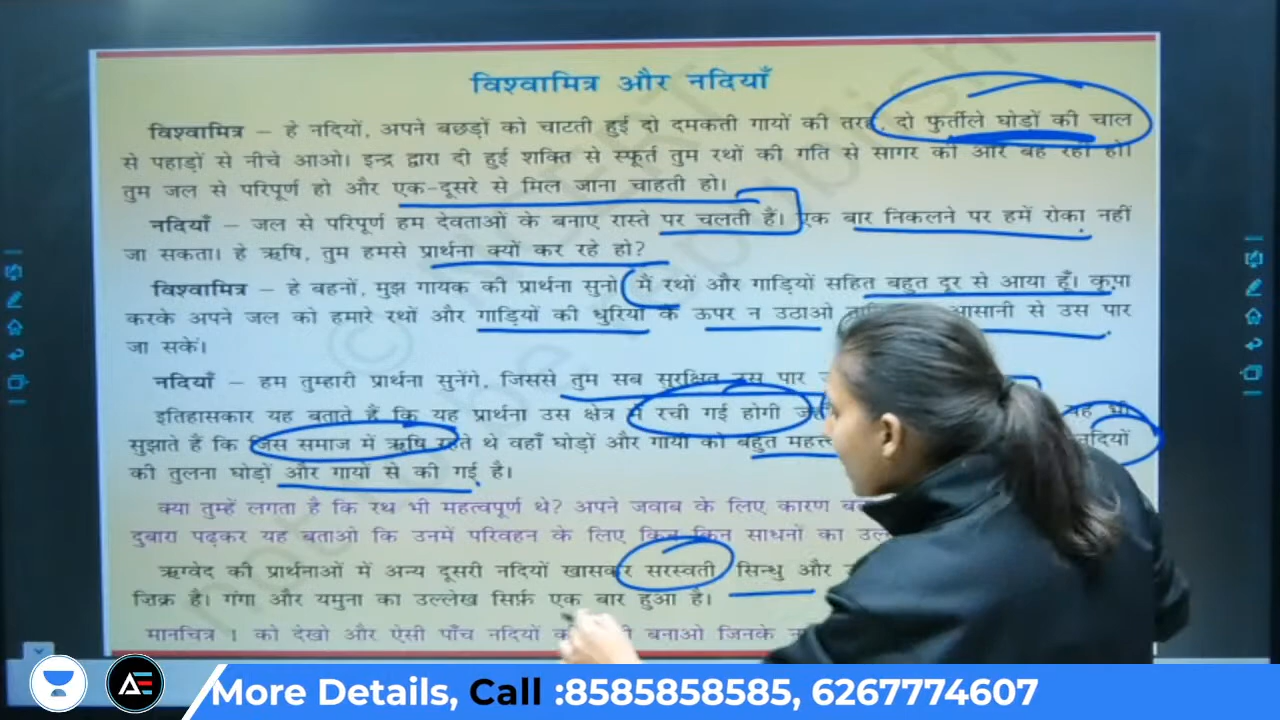 विश्वामित्र और नदियाँ
विश्वामित्र – हे नदियों, अपने बछड़ों को चाटती हुई दो दमकती गायों की तरह, दो फुर्तीले घोड़ों की चाल
से पहाड़ों से नीचे आओ। इन्द्र द्वारा दी हुई शक्ति से स्फूर्त तुम रथों की गति से सागर की ओर बह रही हो।
तुम जल से परिपूर्ण हो और एक-दूसरे से मिल जाना चाहती हो।
नदियाँ – जल से परिपूर्ण हम देवताओं के बनाए रास्ते पर चलती हैं। एक बार निकलने पर हमें रोका नहीं
जा सकता। हे ऋषि, तुम हमसे प्रार्थना क्यों कर रहे हो?
विश्वामित्र – हे बहनों, मुझ गायक की प्रार्थना सुनो। मैं रथों और गाड़ियों सहित बहुत दूर से आया हूँ। कृपा
करके अपने जल को हमारे रथों और गाड़ियों की धुरियों के ऊपर न उठाओ आसानी से उस पार
जा सकें।
नदियाँ – हम तुम्हारी प्रार्थना सुनेंगे, जिससे तुम सब सुरक्षित उस पार
इतिहासकार यह बताते हैं कि यह प्रार्थना उस क्षेत्र में रची गई होगी यह भी
सुझाते हैं कि जिस समाज में ऋषि रहते थे वहाँ घोड़ों और गायों को बहुत नदियों
की तुलना घोड़ों और गायों से की गई है।
क्या तुम्हें लगता है कि रथ भी महत्वपूर्ण थे? अपने जवाब के लिए कारण
दुबारा पढ़कर यह बताओ कि उनमें परिवहन के लिए किन किन साधनों का
ऋग्वेद की प्रार्थनाओं में अन्य दूसरी नदियों खासकर सरस्वती सिन्धु और
ज़िक्र है। गंगा और यमुना का उल्लेख सिर्फ़ एक बार हुआ है।
मानचित्र 1 को देखो और ऐसी पाँच नदियों बनाओ जिनके
More Details, Call :8585858585, 6267774607